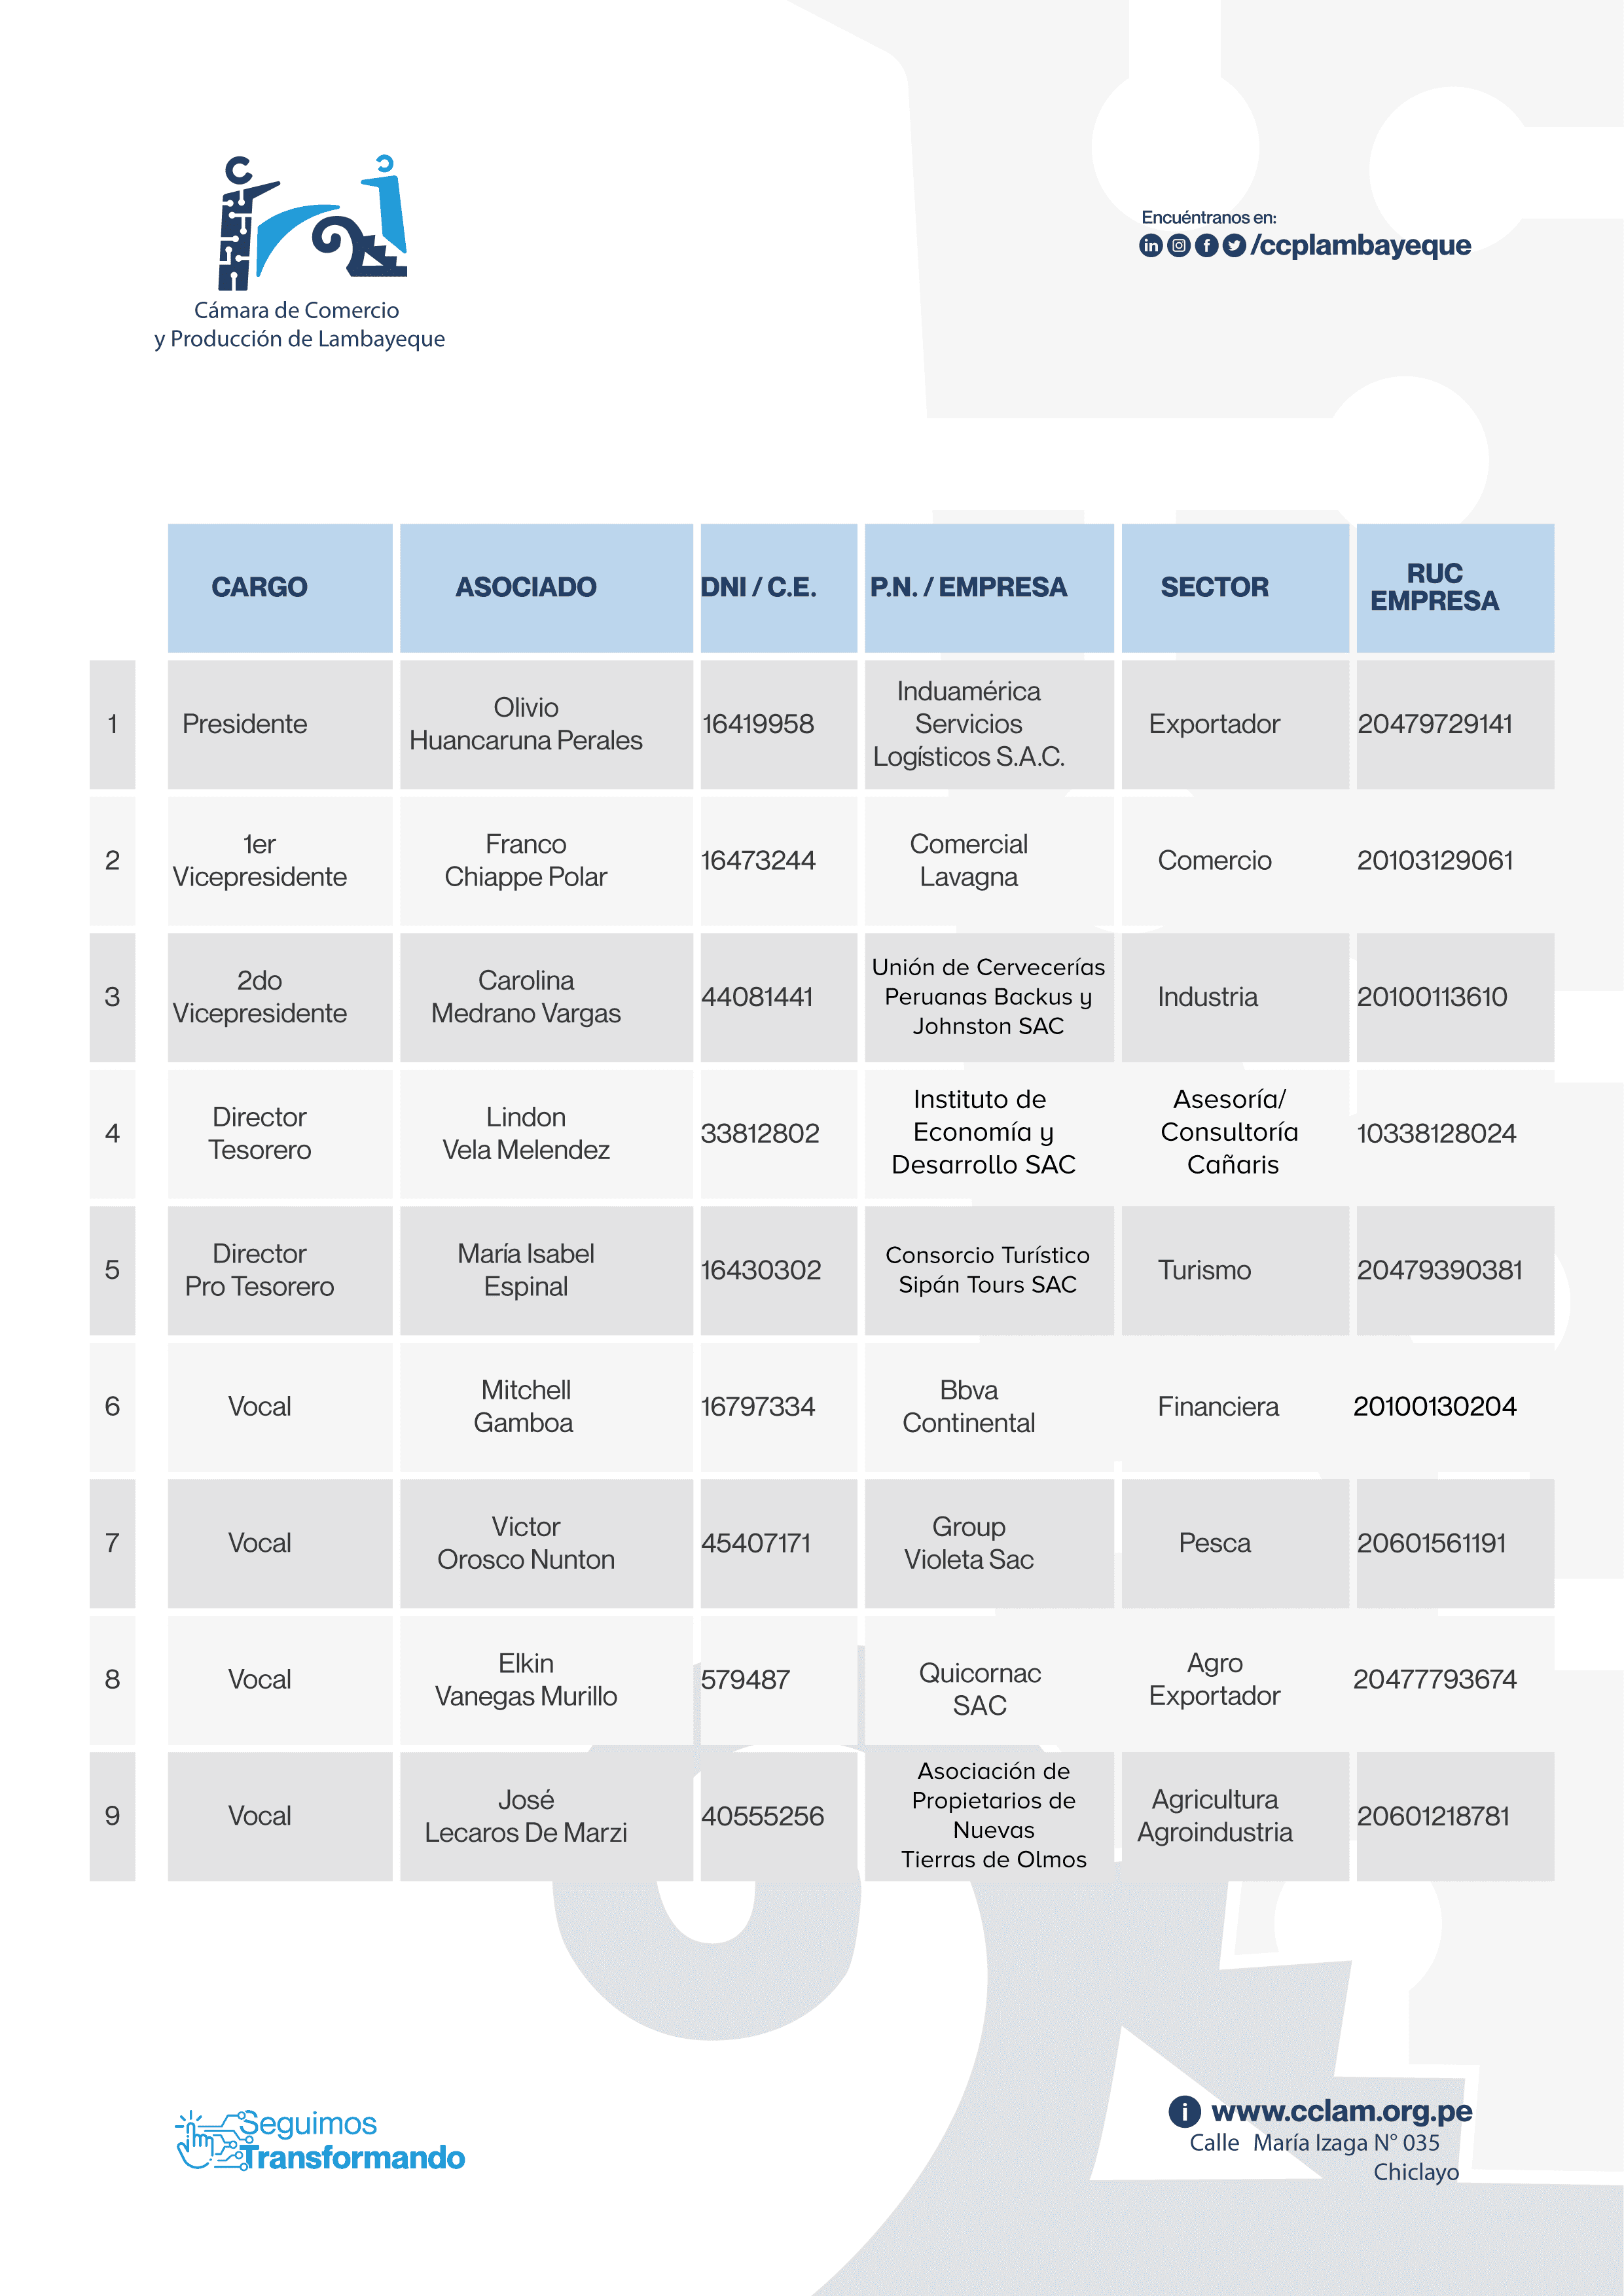 Cámara de Comercio
y Producción de Lambayeque
Encuéntranos en:
/ccplambayeque
CARGO ASOCIADO DNI / C.E. P.N. / EMPRESA SECTOR RUC
EMPRESA
1 Presidente Olivio
Huancaruna Perales 16419958 Induamérica
Servicios
Logísticos S.A.C. Exportador 20479729141
2 1er
Vicepresidente Franco
Chiappe Polar 16473244 Comercial
Lavagna Comercio 20103129061
3 2do
Vicepresidente Carolina
Medrano Vargas 44081441 Unión de Cervecerías
Peruanas Backus y
Johnston SAC Industria 20100113610
4 Director
Tesorero Lindon
Vela Melendez 33812802 Instituto de
Economía y
Desarrollo SAC Asesoría/
Consultoría
Cañaris 10338128024
5 Director
Pro Tesorero María Isabel
Espinal 16430302 Consorcio Turístico
Sipán Tours SAC Turismo 20479390381
6 Vocal Mitchell
Gamboa 16797334 Bbva
Continental Financiera 20100130204
7 Vocal Victor
Orosco Nunton 45407171 Group
Violeta Sac Pesca 20601561191
8 Vocal Elkin
Vanegas Murillo 579487 Quicornac
SAC Agro
Exportador 20477793674
9 Vocal José
Lecaros De Marzi 40555256 Asociación de
Propietarios de
Nuevas
Tierras de Olmos Agricultura
Agroindustria 20601218781
Seguimos
Transformando
www.cclam.org.pe
Calle María Izaga N° 035
Chiclayo